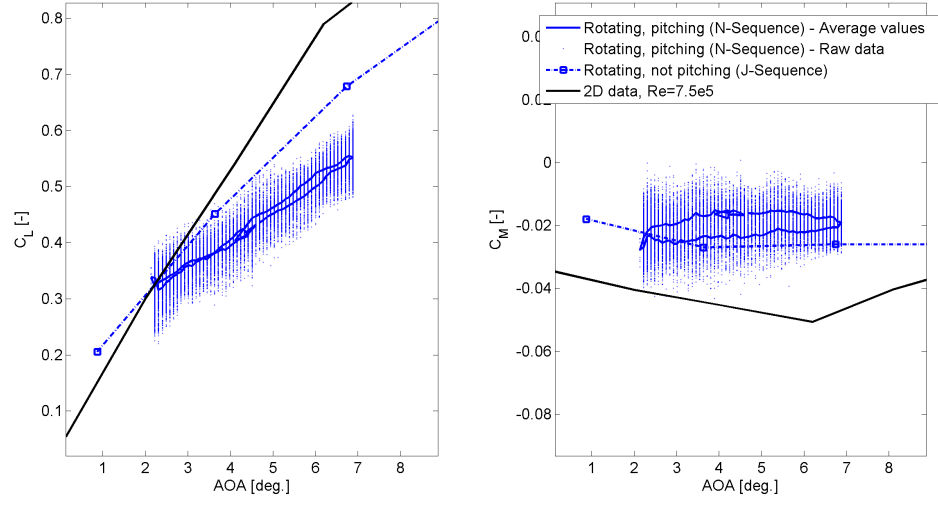 0.8
0.7
0.6
0.5
0.4
0.3
0.2
0.1
C_L [-]
1 2 3 4 5 6 7 8
AOA [deg.]
Rotating, pitching (N-Sequence) - Average values
Rotating, pitching (N-Sequence) - Raw data
Rotating, not pitching (J-Sequence)
2D data, Re=7.5e5
0
-0.02
-0.04
-0.06
-0.08
C_M [-]
1 2 3 4 5 6 7 8
AOA [deg.]